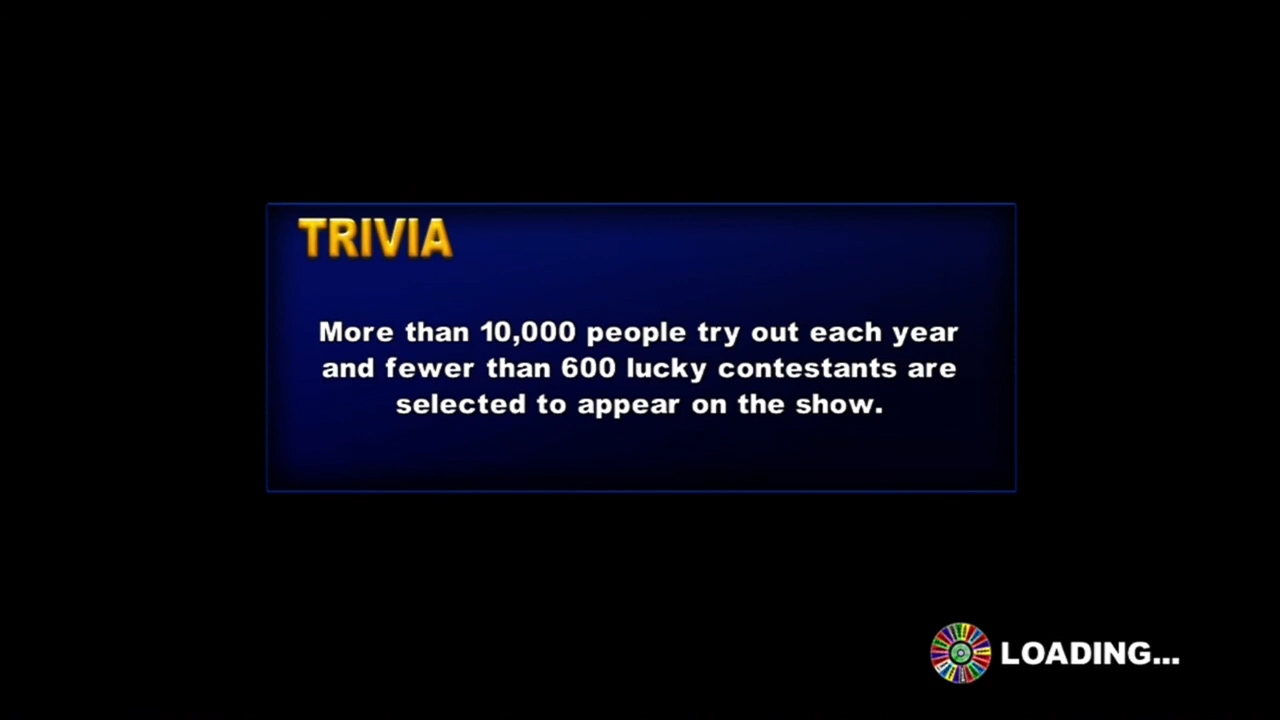 TRIVIA
More than 10,000 people try out each year
and fewer than 600 lucky contestants are
selected to appear on the show.
LOADING...